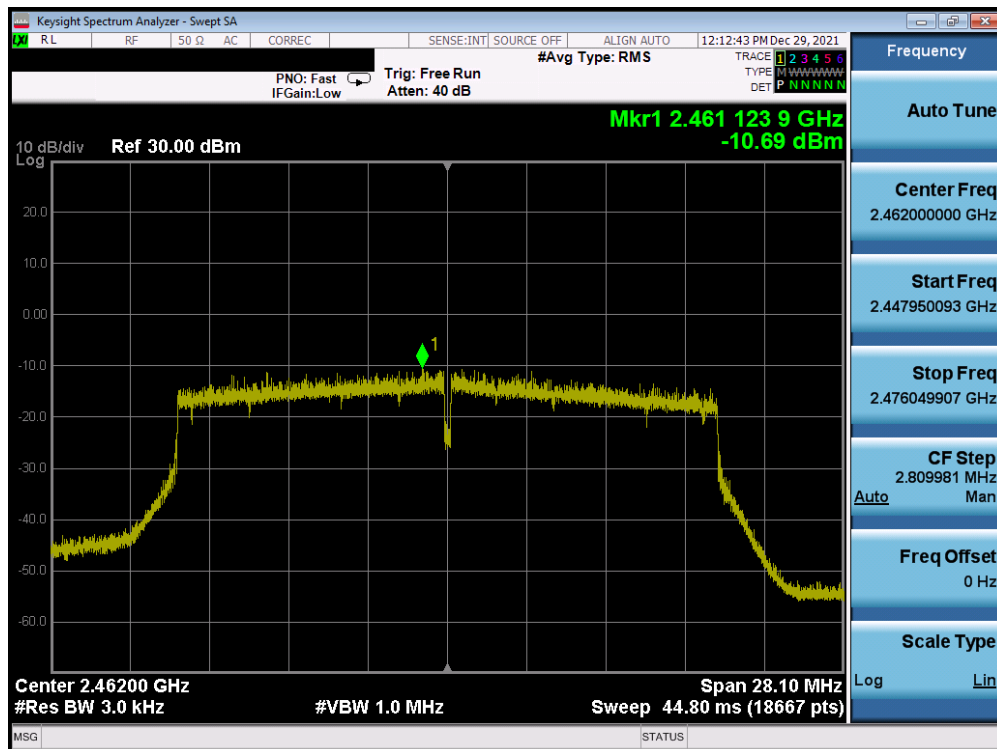 Keysight Spectrum Analyzer - Swept SA
LXI RL RF 50 Ω AC CORREC SENSE:INT SOURCE OFF ALIGN AUTO 12:12:43 PM Dec 29, 2021
#Avg Type: RMS TRACE 1 2 3 4 5 6
PNO: Fast Trig: Free Run TYPE M W W W W W
IFGain:Low Atten: 40 dB DET P N N N N N
Mkr1 2.461 123 9 GHz
-10.69 dBm
10 dB/div Ref 30.00 dBm
Log
20.0
10.0
0.00
-10.0
1
-20.0
-30.0
-40.0
-50.0
-60.0
Center 2.46200 GHz Span 28.10 MHz
#Res BW 3.0 kHz #VBW 1.0 MHz Sweep 44.80 ms (18667 pts)
MSG STATUS
Frequency
Auto Tune
Center Freq
2.462000000 GHz
Start Freq
2.447950093 GHz
Stop Freq
2.476049907 GHz
CF Step
2.809981 MHz
Auto Man
Freq Offset
0 Hz
Scale Type
Log Lin